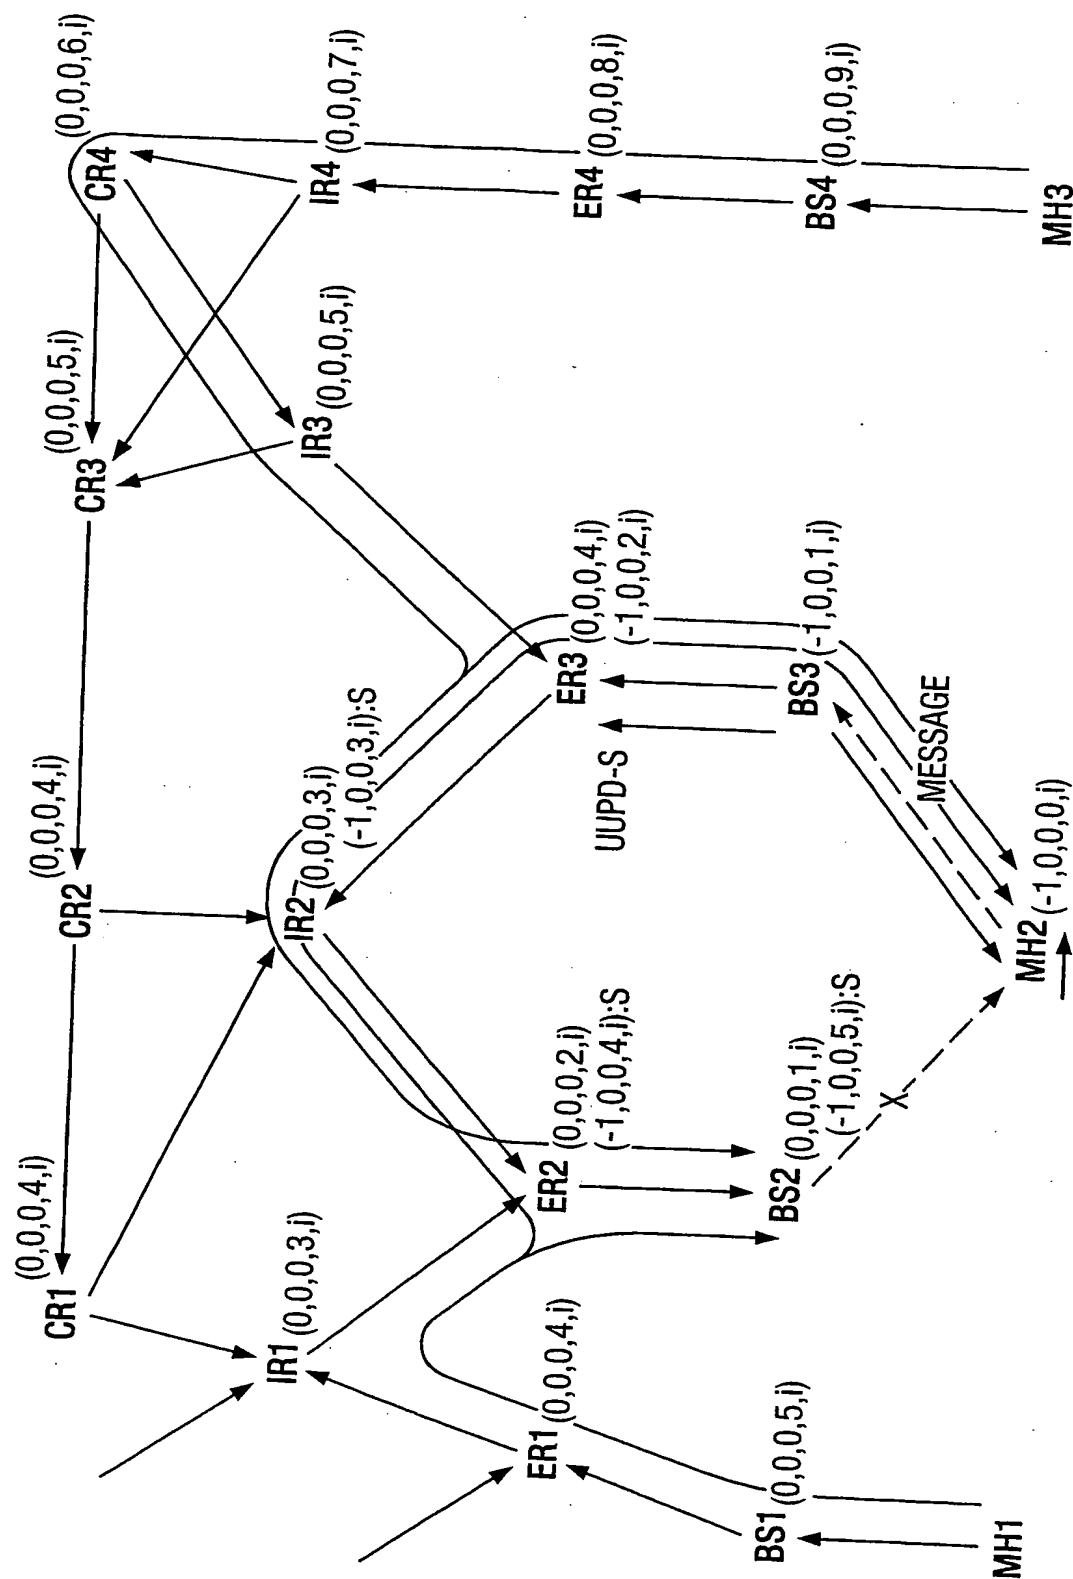 CR1
(0,0,0,4,i)
CR2
(0,0,0,4,i)
CR3
(0,0,0,5,i)
CR4
(0,0,0,6,i)
IR1
(0,0,0,3,i)
IR2
(0,0,0,3,i)
(-1,0,0,3,i):S
IR3
(0,0,0,5,i)
IR4
(0,0,0,7,i)
ER1
(0,0,0,4,i)
ER2
(0,0,0,2,i)
(-1,0,0,4,i):S
UUPD-S
ER3
(0,0,0,4,i)
(-1,0,0,2,i)
ER4
(0,0,0,8,i)
BS1
(0,0,0,5,i)
BS2
(0,0,0,1,i)
(-1,0,0,5,i):S
X
BS3
(-1,0,0,1,i)
BS4
(0,0,0,9,i)
MESSAGE
MH1
MH2
(-1,0,0,0,i)
MH3